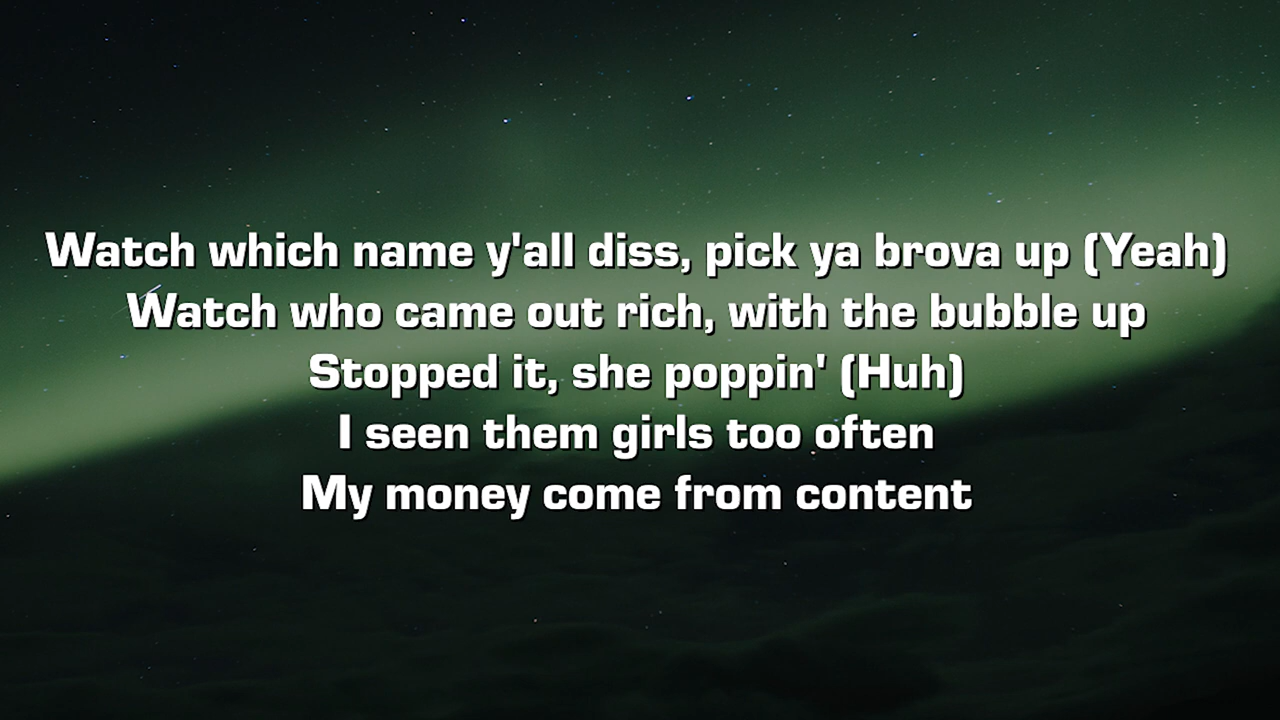 Watch which name y'all diss, pick ya brova up (Yeah)
Watch who came out rich, with the bubble up
Stopped it, she poppin' (Huh)
I seen them girls too often
My money come from content